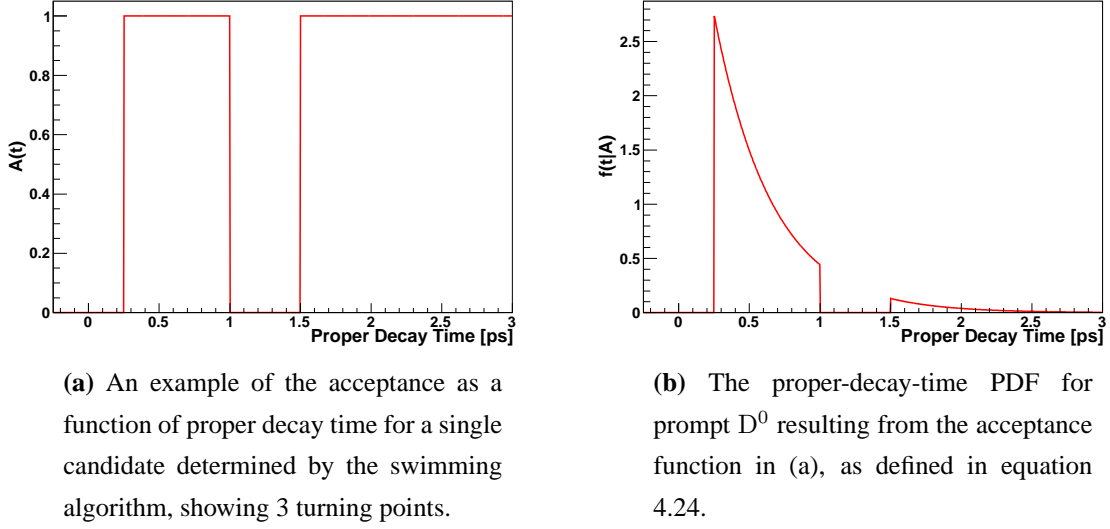 A(t)
1
0.8
0.6
0.4
0.2
0
0 0.5 1 1.5 2 2.5 3
Proper Decay Time [ps]
f(t|A)
2.5
2
1.5
1
0.5
0
0 0.5 1 1.5 2 2.5 3
Proper Decay Time [ps]
(a) An example of the acceptance as a
function of proper decay time for a single
candidate determined by the swimming
algorithm, showing 3 turning points.
(b) The proper-decay-time PDF for
prompt D⁰ resulting from the acceptance
function in (a), as defined in equation
4.24.